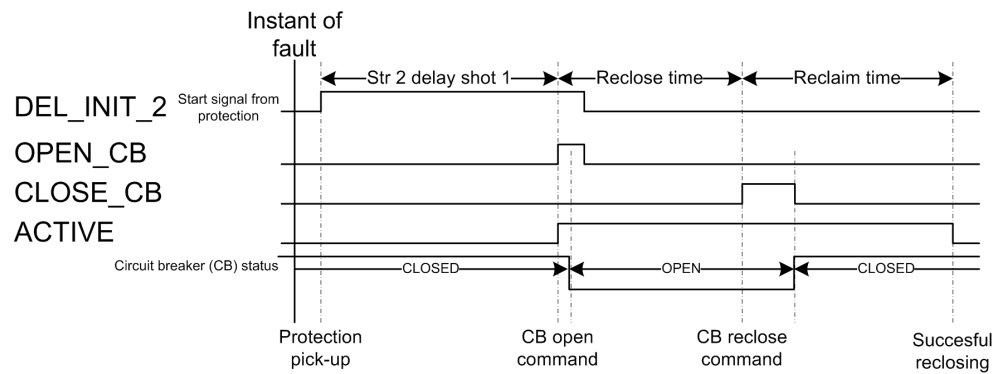 Instant of
fault
Str 2 delay shot 1
Reclose time
Reclaim time
DEL_INIT_2
Start signal from
protection
OPEN_CB
CLOSE_CB
ACTIVE
Circuit breaker (CB) status
CLOSED
OPEN
CLOSED
Protection
pick-up
CB open
command
CB reclose
command
Succesful
reclosing